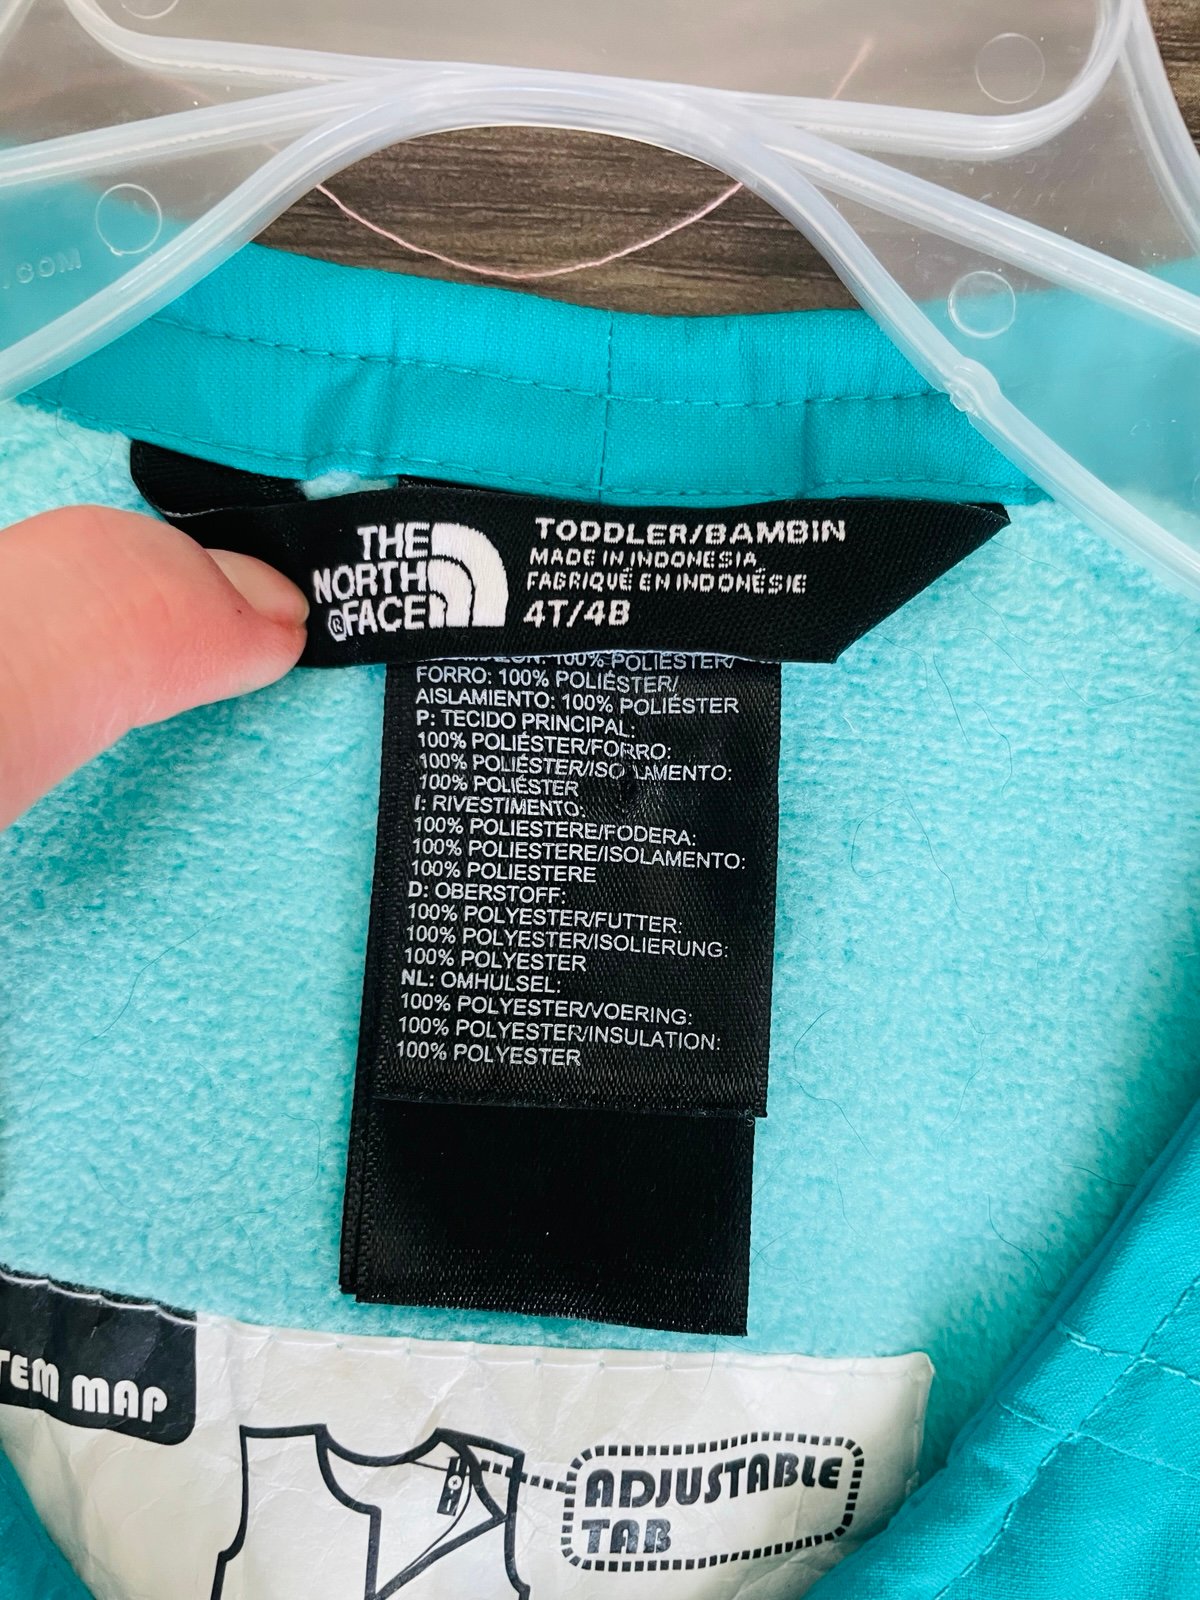 .COM
THE
NORTH
FACE
®
TODDLER/BAMBIN
MADE IN INDONESIA
FABRIQUÉ EN INDONÉSIE
4T/4B
100% POLIÉSTER/
FORRO: 100% POLIÉSTER/
AISLAMIENTO: 100% POLIÉSTER
P: TECIDO PRINCIPAL:
100% POLIÉSTER/FORRO:
100% POLIÉSTER/ISOLAMENTO:
100% POLIÉSTER
I: RIVESTIMENTO:
100% POLIESTERE/FODERA:
100% POLIESTERE/ISOLAMENTO:
100% POLIESTERE
D: OBERSTOFF:
100% POLYESTER/FUTTER:
100% POLYESTER/ISOLIERUNG:
100% POLYESTER
NL: OMHULSEL:
100% POLYESTER/VOERING:
100% POLYESTER/INSULATION:
100% POLYESTER
TEM MAP
ADJUSTABLE
TAB